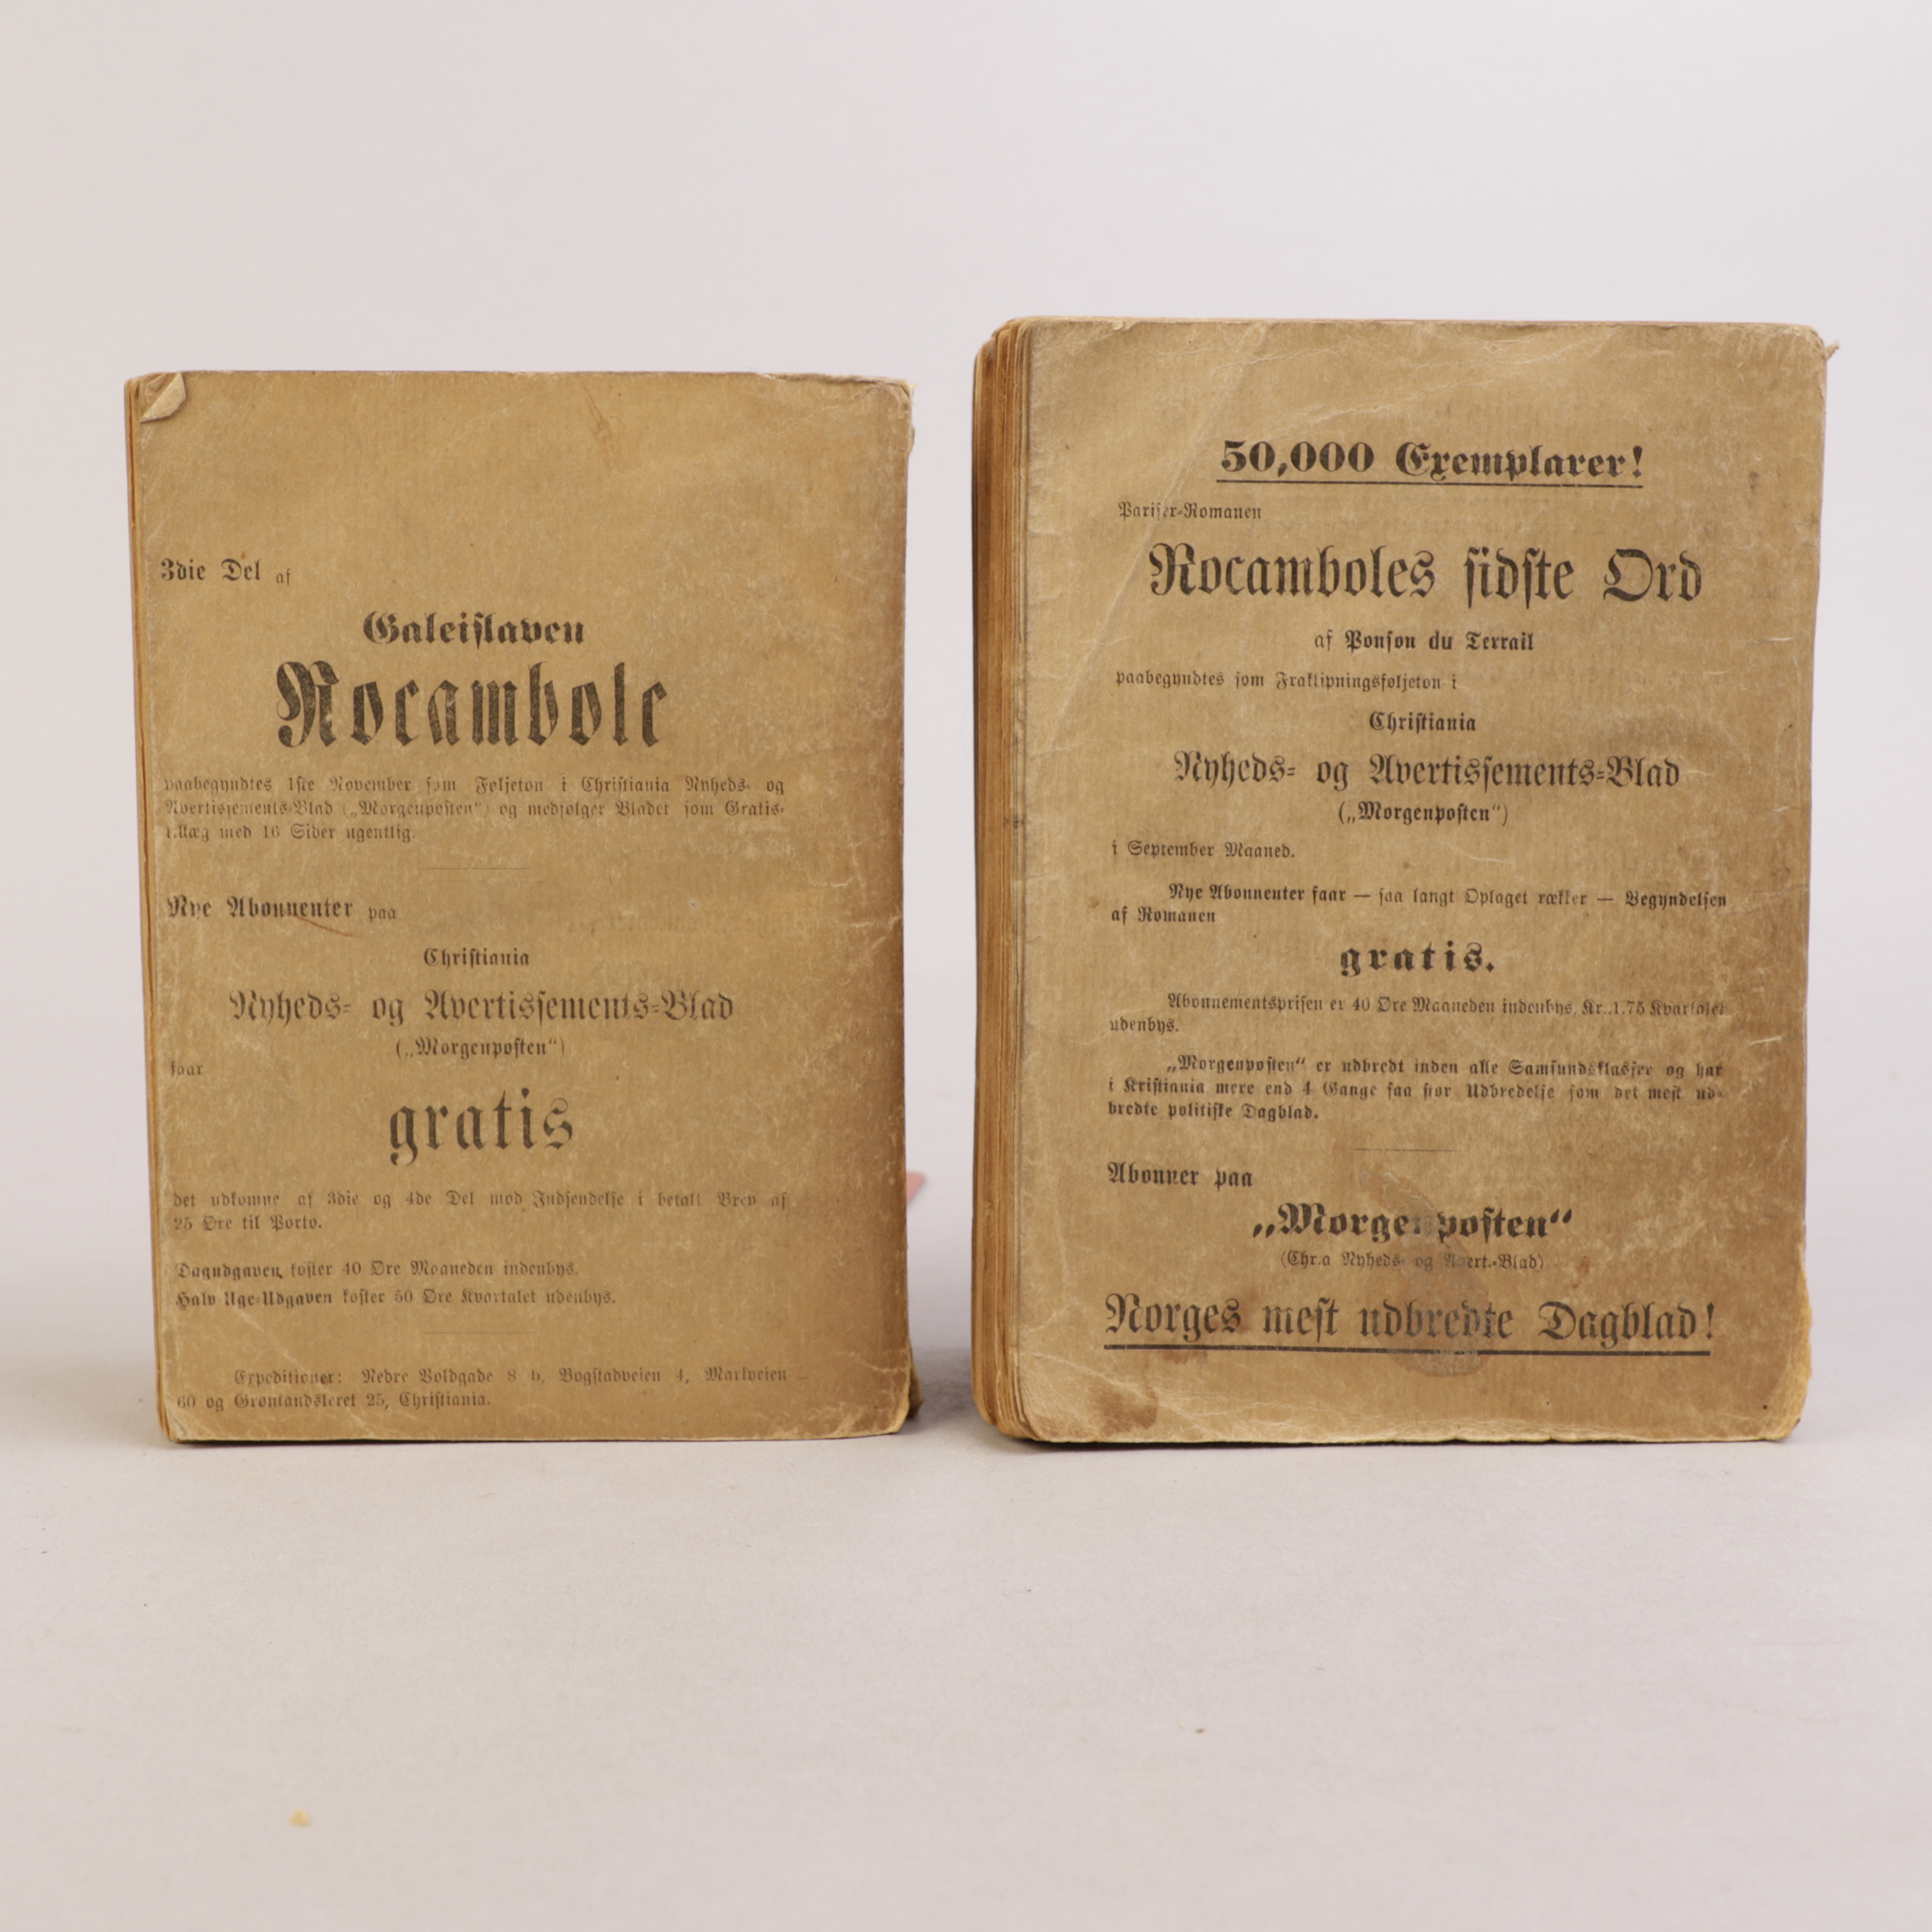 3die Del af
Galeislaven
Rocambole
paabegyndtes 1ste November som Føljeton i Christiania Nyheds- og
Avertissements-Blad („Morgenposten“) og medfølger Bladet som Gratis-
tillæg med 16 Sider ugentlig.
Nye Abonnenter paa
Christiania
Nyheds- og Avertissements-Blad
(„Morgenposten“)
faar
gratis
det udkomne af 3die og 4de Del mod Indsendelse i betalt Brev af
25 Øre til Porto.
Dagudgaven koster 40 Øre Maaneden indenbys.
Halv Uge-Udgaven koster 50 Øre Kvartalet udenbys.
Expeditioner: Nedre Voldgade 8 b, Bogstadveien 4, Markveien
60 og Grønlandsleret 25, Christiania.
50,000 Exemplarer!
Pariser-Romanen
Rocamboles sidste Ord
af Ponson du Terrail
paabegyndtes som Fraklipningsføljeton i
Christiania
Nyheds- og Avertissements-Blad
(„Morgenposten“)
i September Maaned.
Nye Abonnenter faar — saa langt Oplaget rækker — Begyndelsen
af Romanen
gratis.
Abonnementsprisen er 40 Øre Maaneden indenbys, Kr. 1.75 Kvartalet
udenbys.
„Morgenposten“ er udbredt inden alle Samfundsklasser og har
i Kristiania mere end 4 Gange saa stor Udbredelse som det mest ud-
bredte politiske Dagblad.
Abonner paa
„Morgenposten“
(Chr.a Nyheds- og Avert.-Blad)
Norges mest udbredte Dagblad!